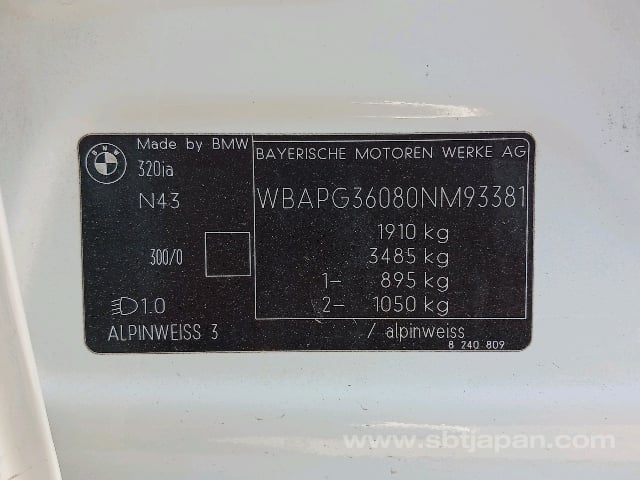 BMW
Made by BMW
320ia
N43
300/0
1.0
ALPINWEISS 3
BAYERISCHE MOTOREN WERKE AG
WBAPG36080NM93381
1910 kg
3485 kg
1- 895 kg
2- 1050 kg
/ alpinweiss
8 240 809
www.sbtjapan.com